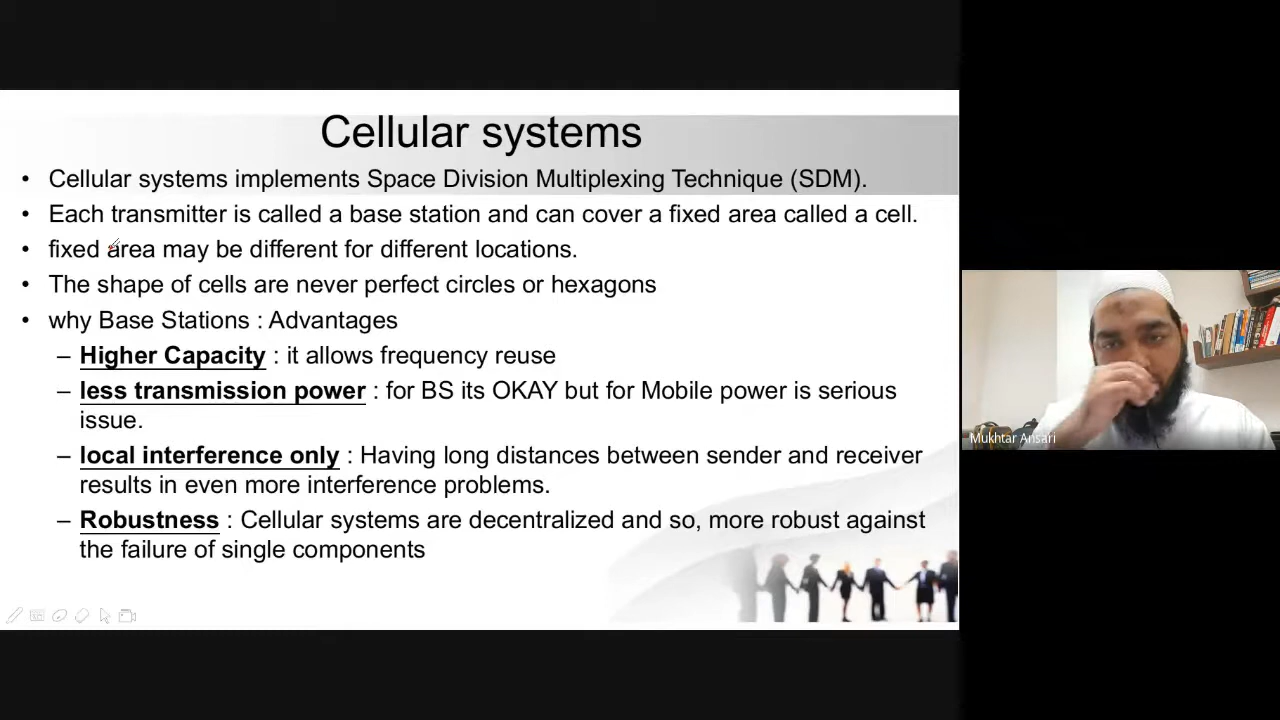 Cellular systems
• Cellular systems implements Space Division Multiplexing Technique (SDM).
• Each transmitter is called a base station and can cover a fixed area called a cell.
• fixed area may be different for different locations.
• The shape of cells are never perfect circles or hexagons
• why Base Stations : Advantages
– Higher Capacity : it allows frequency reuse
– less transmission power : for BS its OKAY but for Mobile power is serious
issue.
– local interference only : Having long distances between sender and receiver
results in even more interference problems.
– Robustness : Cellular systems are decentralized and so, more robust against
the failure of single components
Mukhtar Ansari